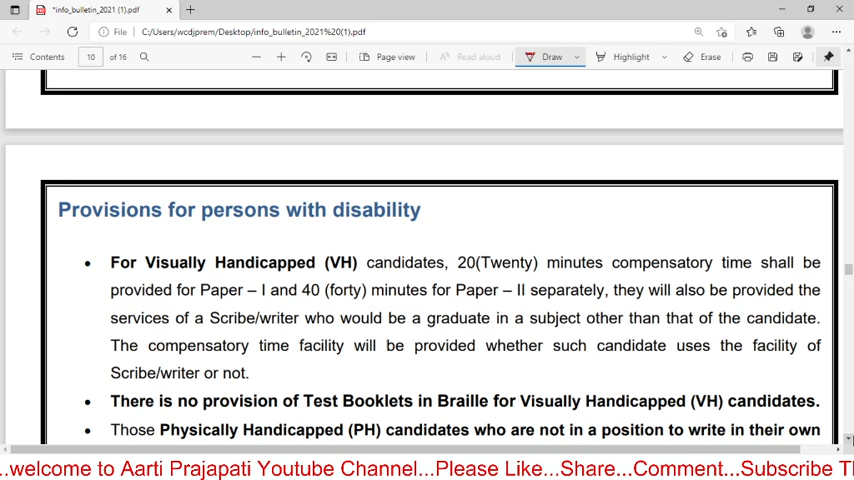 *info_bulletin_2021 (1).pdf
File C:/Users/wcdjprem/Desktop/info_bulletin_2021%20(1).pdf
Contents 10 of 16 Page view Read aloud Draw Highlight Erase
Provisions for persons with disability
• For Visually Handicapped (VH) candidates, 20(Twenty) minutes compensatory time shall be
provided for Paper – I and 40 (forty) minutes for Paper – II separately, they will also be provided the
services of a Scribe/writer who would be a graduate in a subject other than that of the candidate.
The compensatory time facility will be provided whether such candidate uses the facility of
Scribe/writer or not.
• There is no provision of Test Booklets in Braille for Visually Handicapped (VH) candidates.
• Those Physically Handicapped (PH) candidates who are not in a position to write in their own
..welcome to Aarti Prajapati Youtube Channel...Please Like...Share...Comment...Subscribe T